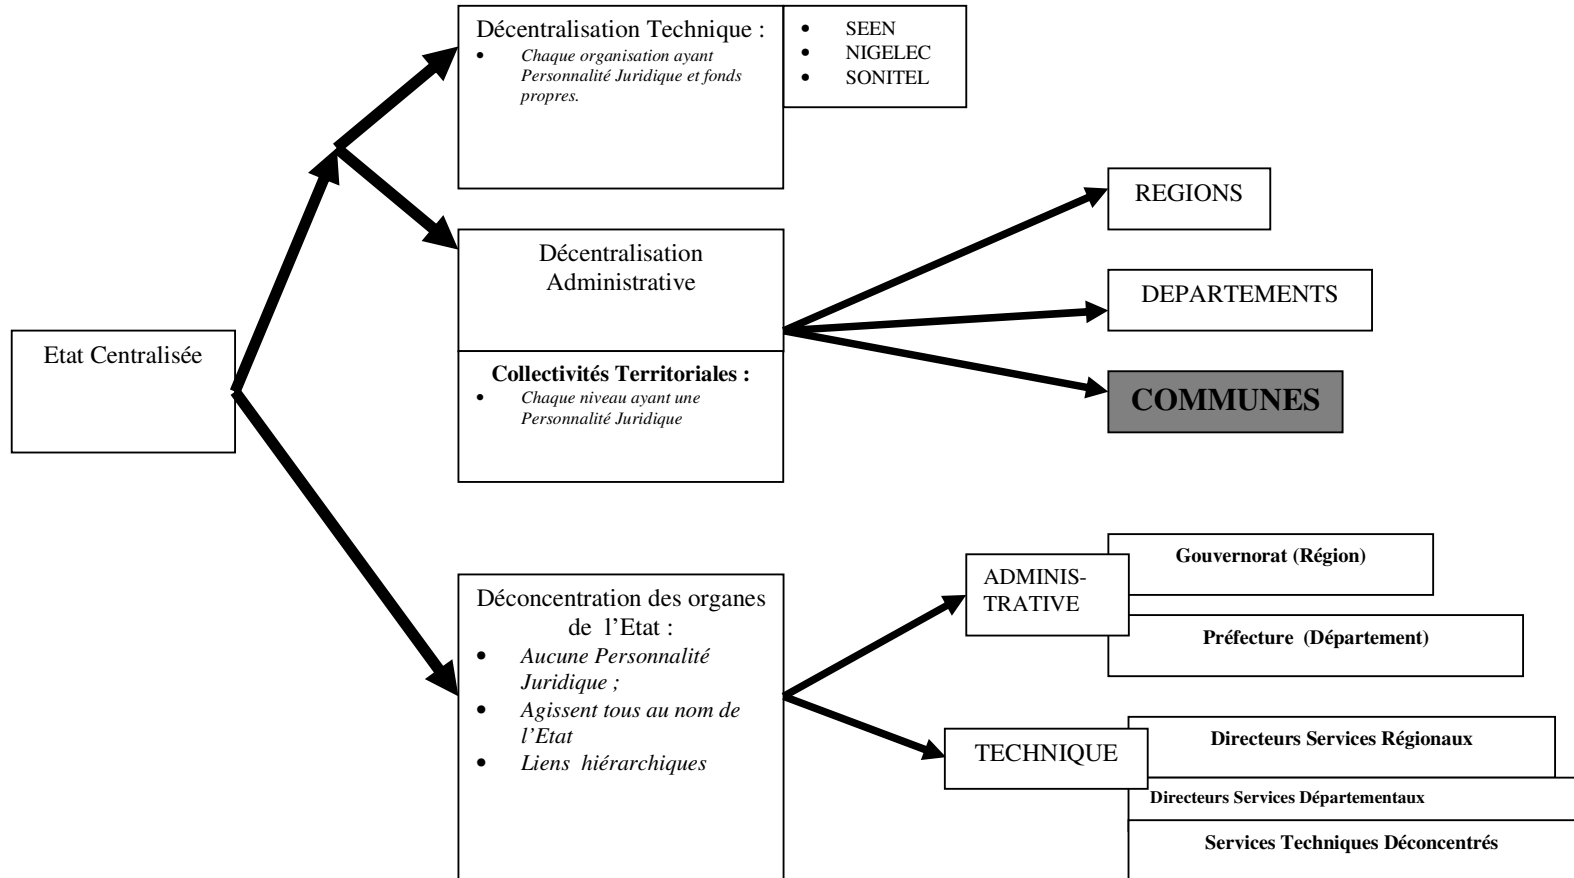 Décentralisation Technique :
• Chaque organisation ayant
Personnalité Juridique et fonds
propres.
• SEEN
• NIGELEC
• SONITEL
REGIONS
Décentralisation
Administrative
DEPARTEMENTS
Etat Centralisée
Collectivités Territoriales :
• Chaque niveau ayant une
Personnalité Juridique
COMMUNES
Déconcentration des organes
de l’Etat :
• Aucune Personnalité
Juridique ;
• Agissent tous au nom de
l’Etat
• Liens hiérarchiques
ADMINIS-
TRATIVE
Gouvernorat (Région)
Préfecture (Département)
TECHNIQUE
Directeurs Services Régionaux
Directeurs Services Départementaux
Services Techniques Déconcentrés